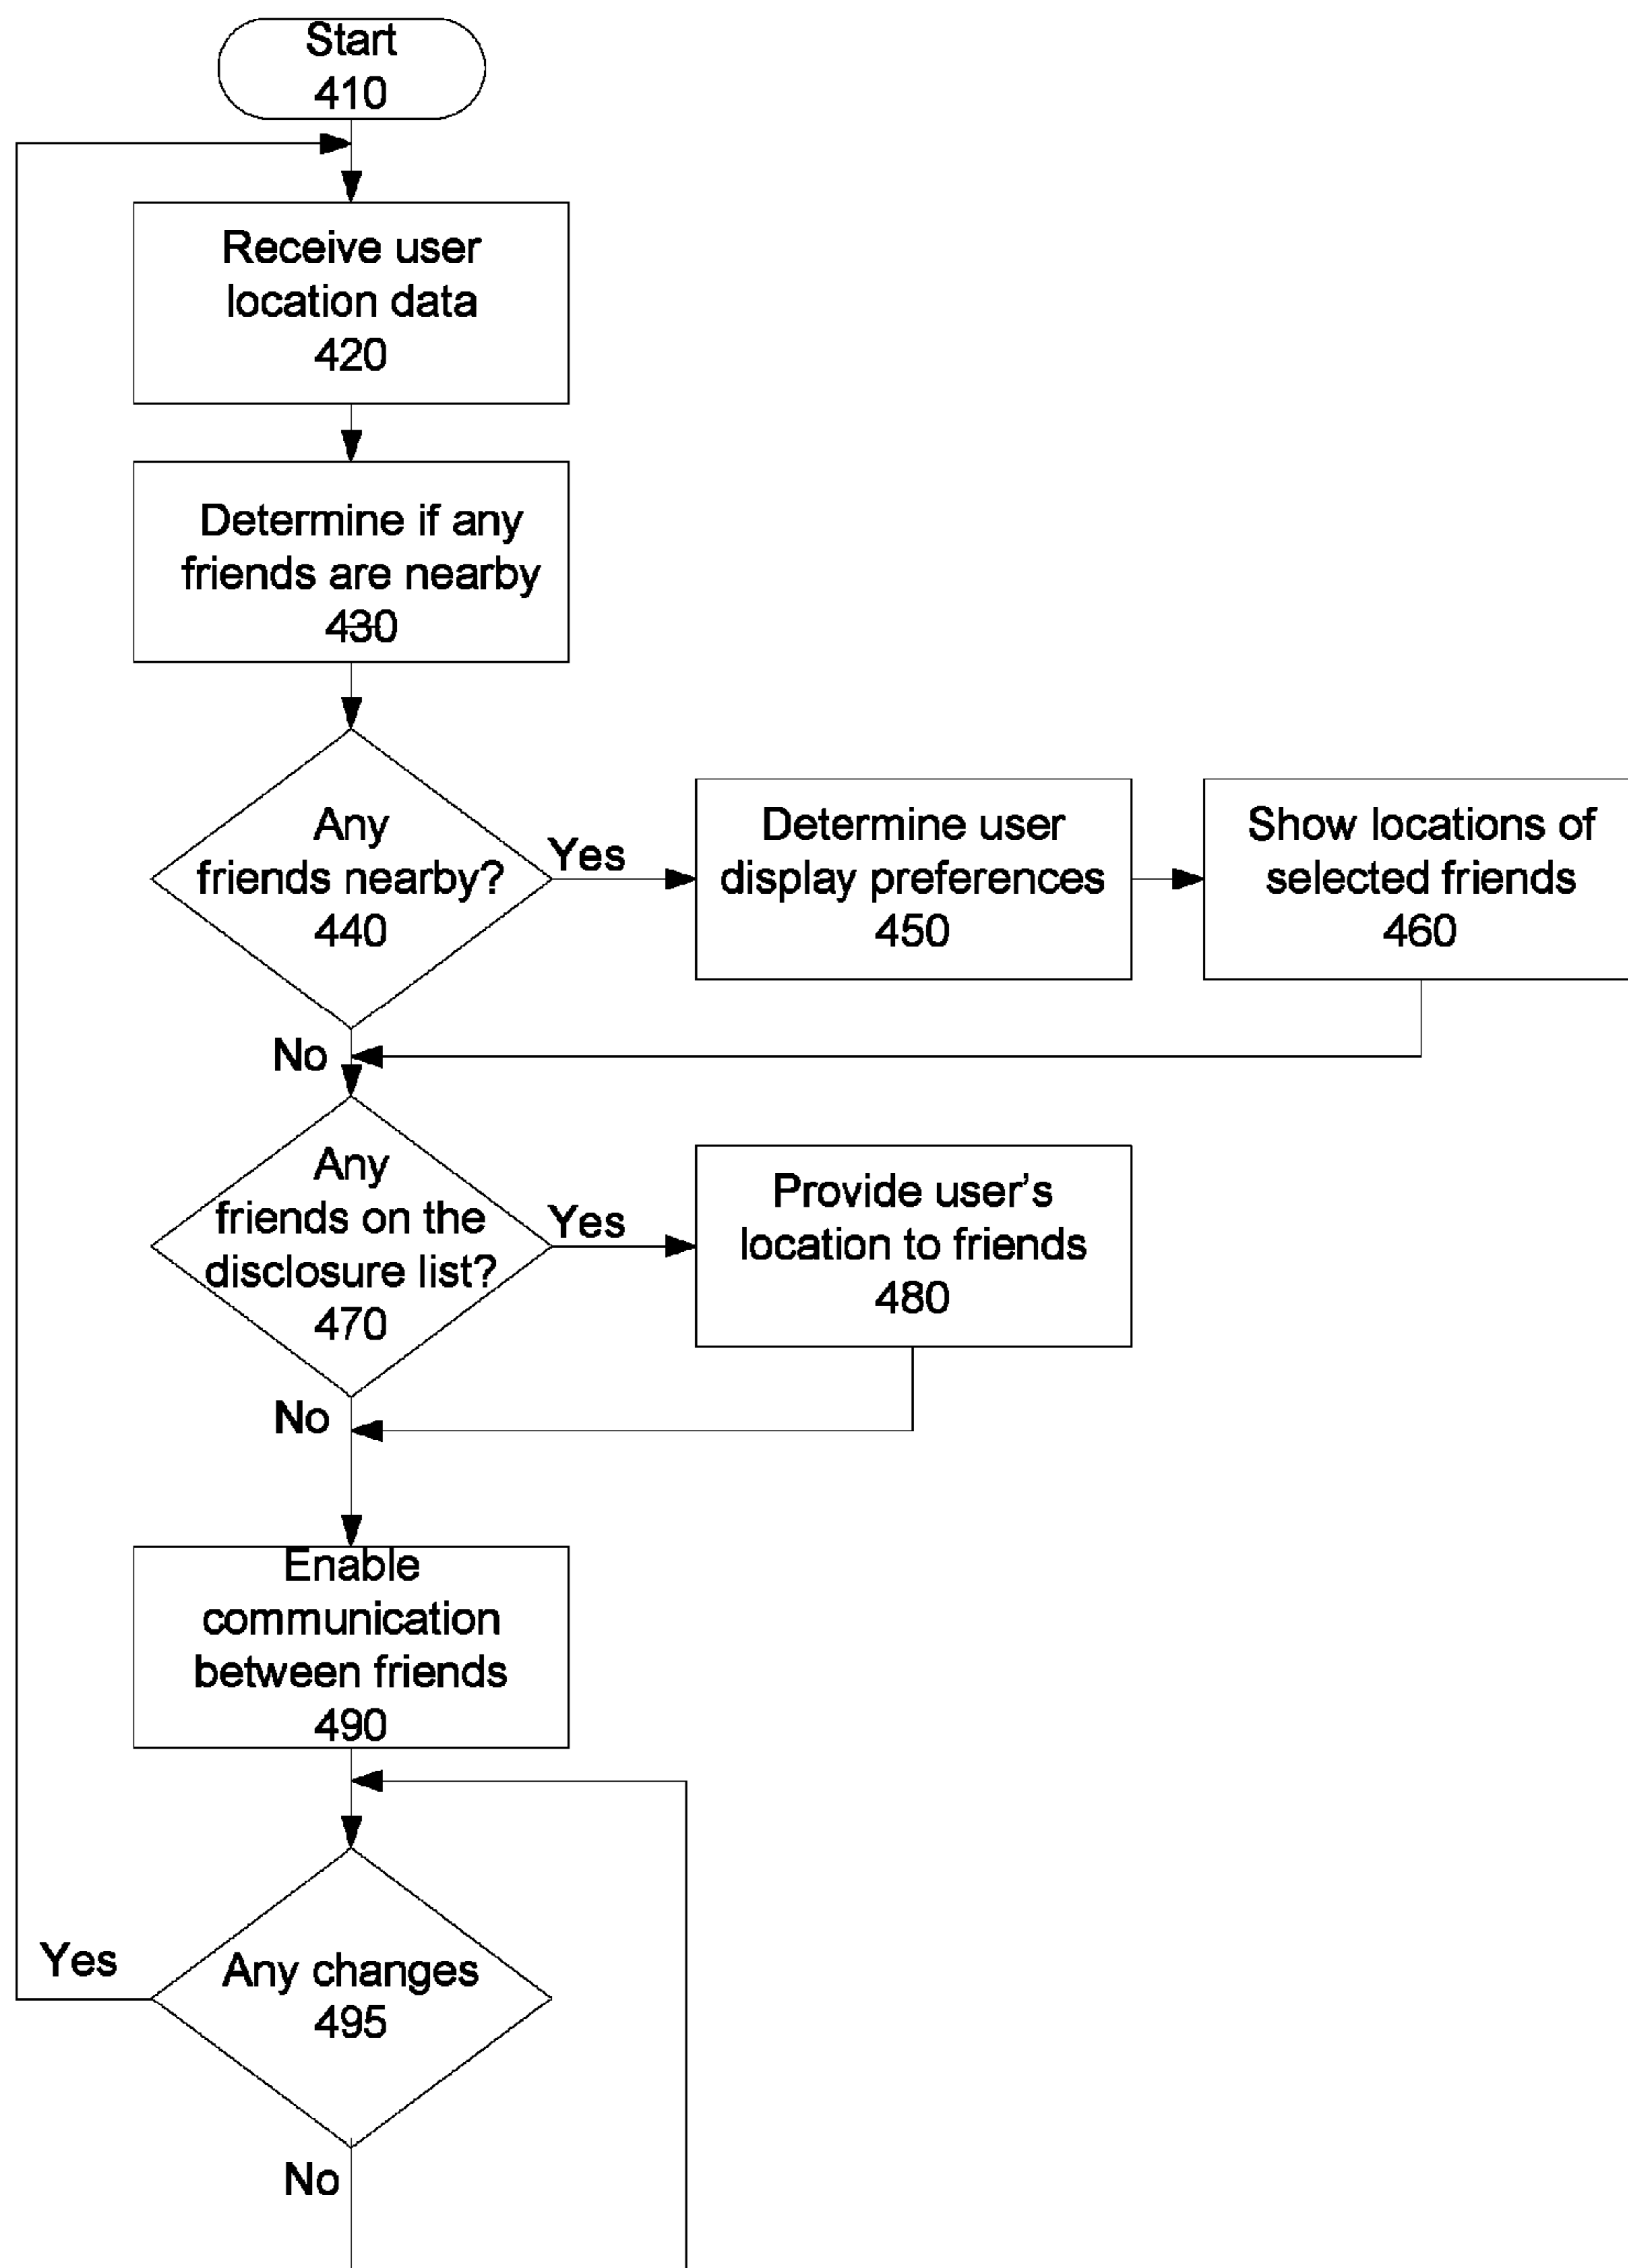 Start
410
Receive user
location data
420
Determine if any
friends are nearby
430
Any
friends nearby?
440
Yes
Determine user
display preferences
450
Show locations of
selected friends
460
No
Any
friends on the
disclosure list?
470
Yes
Provide user's
location to friends
480
No
Enable
communication
between friends
490
Yes
Any changes
495
No